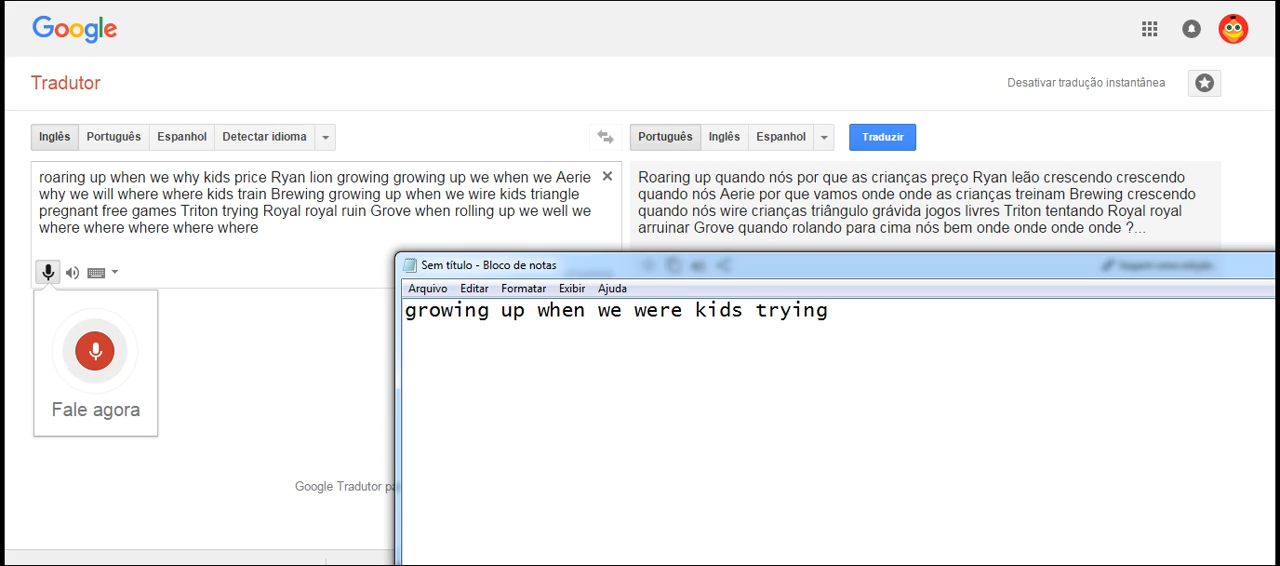 Google
Tradutor
Desativar tradução instantânea
Inglês Português Espanhol Detectar idioma
Português Inglês Espanhol Traduzir
roaring up when we why kids price Ryan lion growing growing up we when we Aerie
why we will where where kids train Brewing growing up when we wire kids triangle
pregnant free games Triton trying Royal royal ruin Grove when rolling up we well we
where where where where where
Roaring up quando nós por que as crianças preço Ryan leão crescendo crescendo
quando nós Aerie por que vamos onde onde as crianças treinam Brewing crescendo
quando nós wire crianças triângulo grávida jogos livres Triton tentando Royal royal
arruinar Grove quando rolando para cima nós bem onde onde onde onde ?...
Fale agora
Google Tradutor pa
Sem título - Bloco de notas
Arquivo Editar Formatar Exibir Ajuda
growing up when we were kids trying